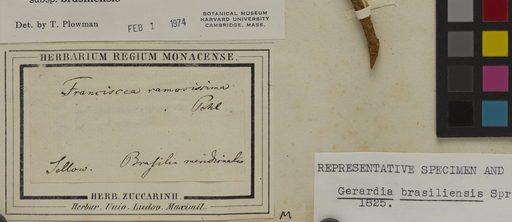 subsp. brasiliensis
Det. by T. Plowman FEB 1 1974
BOTANICAL MUSEUM
HARVARD UNIVERSITY
CAMBRIDGE, MASS.
HERBARIUM REGIUM MONACENSE.
Franciscea ramosissima
Pohl
Sellow. Brasilia meridionalis
HERB. ZUCCARINII.
Herbar. Univ. Ludov. Maximil.
M
REPRESENTATIVE SPECIMEN AND
Gerardia brasiliensis Spr
1825.